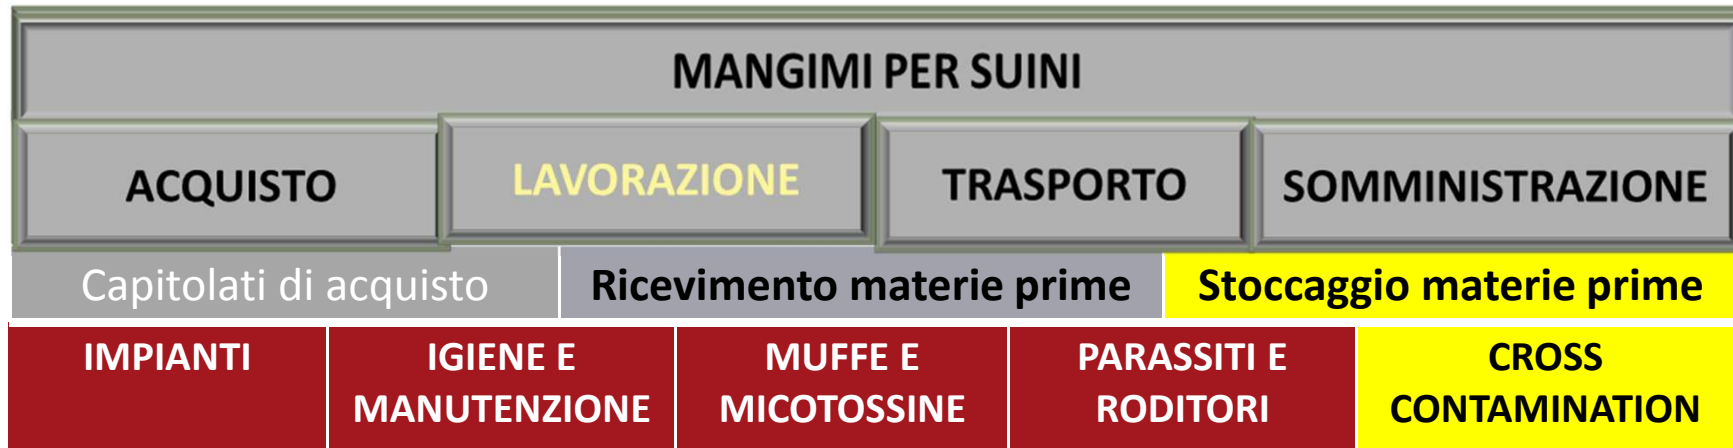 MANGIMI PER SUINI
ACQUISTO
LAVORAZIONE
TRASPORTO
SOMMINISTRAZIONE
Capitolati di acquisto
Ricevimento materie prime
Stoccaggio materie prime
IMPIANTI
IGIENE E
MANUTENZIONE
MUFFE E
MICOTOSSINE
PARASSITI E
RODITORI
CROSS
CONTAMINATION